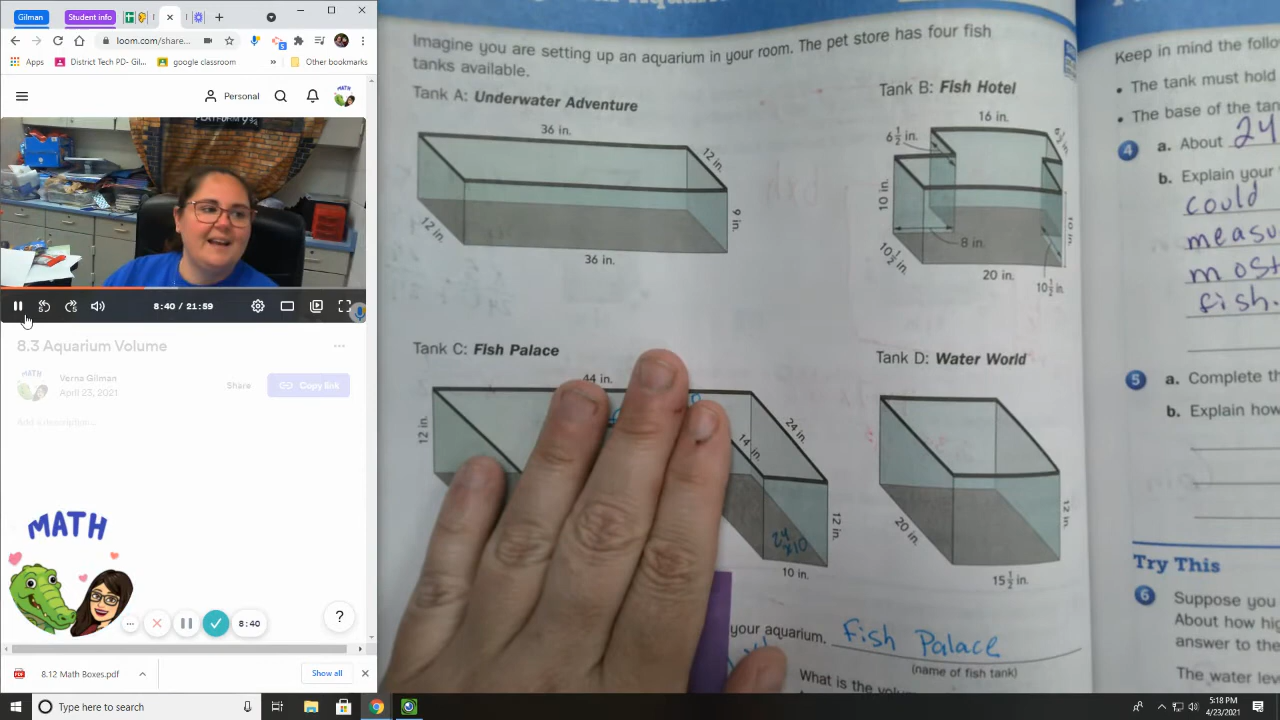 Gilman
Student info
loom.com/share...
Apps
District Tech PD- Gil...
google classroom
Other bookmarks
Personal
MATH
PLATFORM 9¾
8:40 / 21:59
8.3 Aquarium Volume
Verna Gilman
April 23, 2021
Share
Copy link
Add a description...
MATH
8:40
?
8.12 Math Boxes.pdf
Show all
Type here to search
5:18 PM
4/23/2021
Imagine you are setting up an aquarium in your room. The pet store has four fish
tanks available.
Tank A: Underwater Adventure
36 in.
12 in.
9 in.
12 in.
36 in.
Tank B: Fish Hotel
16 in.
6 1/2 in.
10 in.
8 in.
10 in.
10 1/2 in.
20 in.
10 1/2 in.
Tank C: Fish Palace
44 in.
12 in.
24 in.
14 in.
12 in.
24
x10
10 in.
Tank D: Water World
12 in.
20 in.
15 1/2 in.
your aquarium. Fish Palace
(name of fish tank)
What is the
Keep in mind the
• The tank must hold
• The base of the
4 a. About 24
b. Explain your
could
most
fish.
5 a. Complete
b. Explain how
Try This
6 Suppose you
About how
answer to the
The water